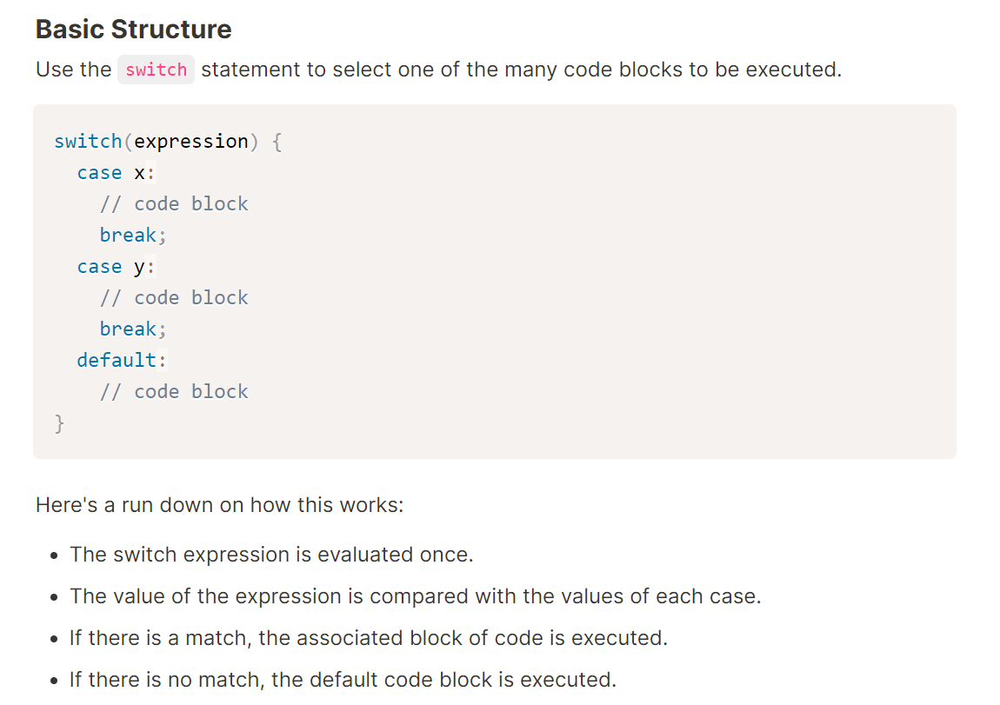 Basic Structure
Use the switch statement to select one of the many code blocks to be executed.
switch(expression) {
  case x:
    // code block
    break;
  case y:
    // code block
    break;
  default:
    // code block
}
Here's a run down on how this works:
• The switch expression is evaluated once.
• The value of the expression is compared with the values of each case.
• If there is a match, the associated block of code is executed.
• If there is no match, the default code block is executed.